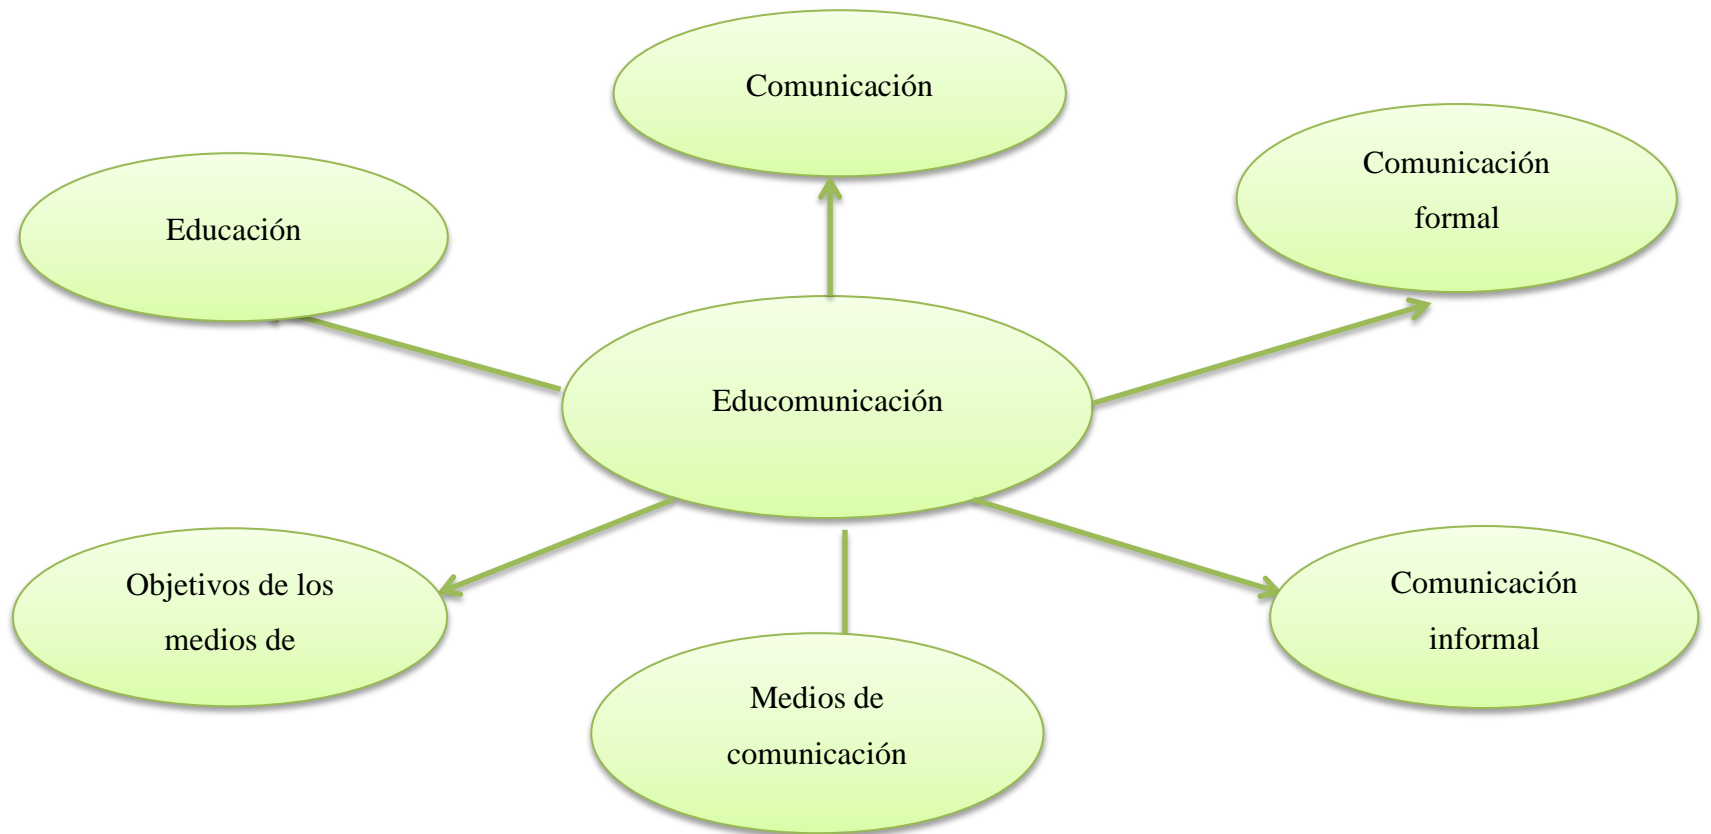 Comunicación
Comunicación
formal
Educación
Educomunicación
Objetivos de los
medios de
Comunicación
informal
Medios de
comunicación